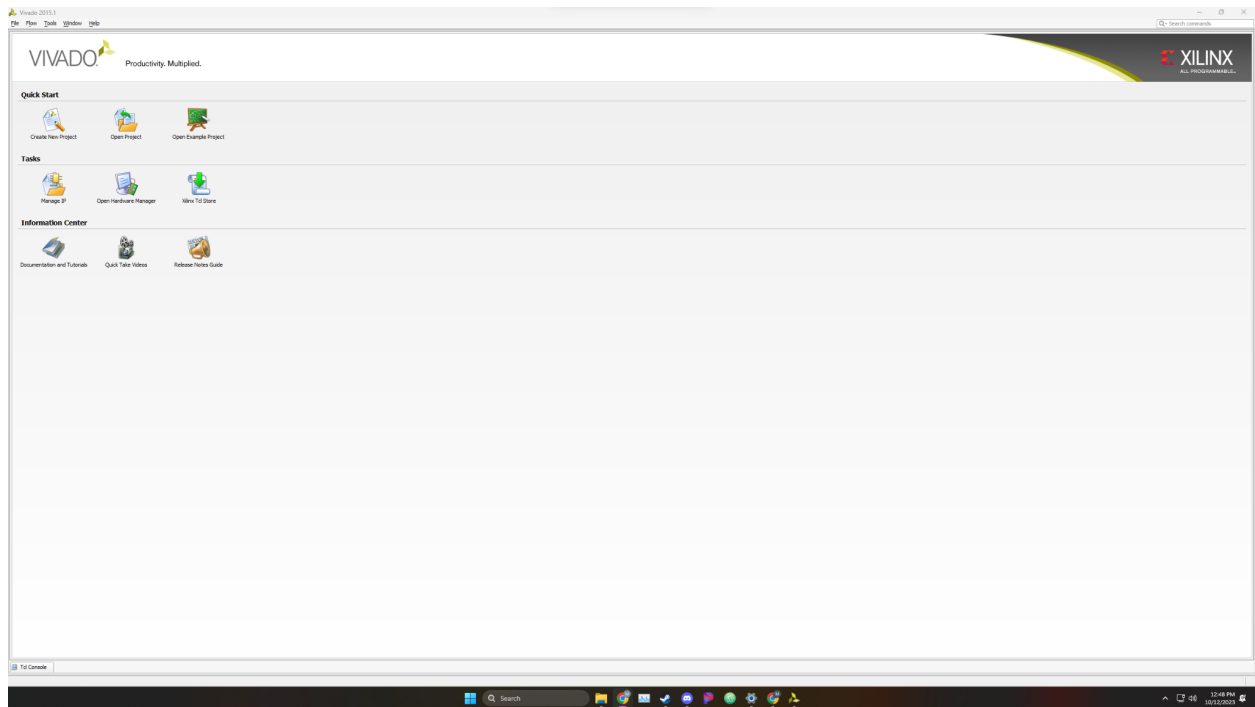 Vivado 2015.1
File Flow Tools Window Help
Search commands
VIVADO
Productivity. Multiplied.
XILINX
ALL PROGRAMMABLE.
Quick Start
Create New Project
Open Project
Open Example Project
Tasks
Manage IP
Open Hardware Manager
Xilinx Tcl Store
Information Center
Documentation and Tutorials
Quick Take Videos
Release Notes Guide
Tcl Console
Search
12:48 PM
10/12/2023